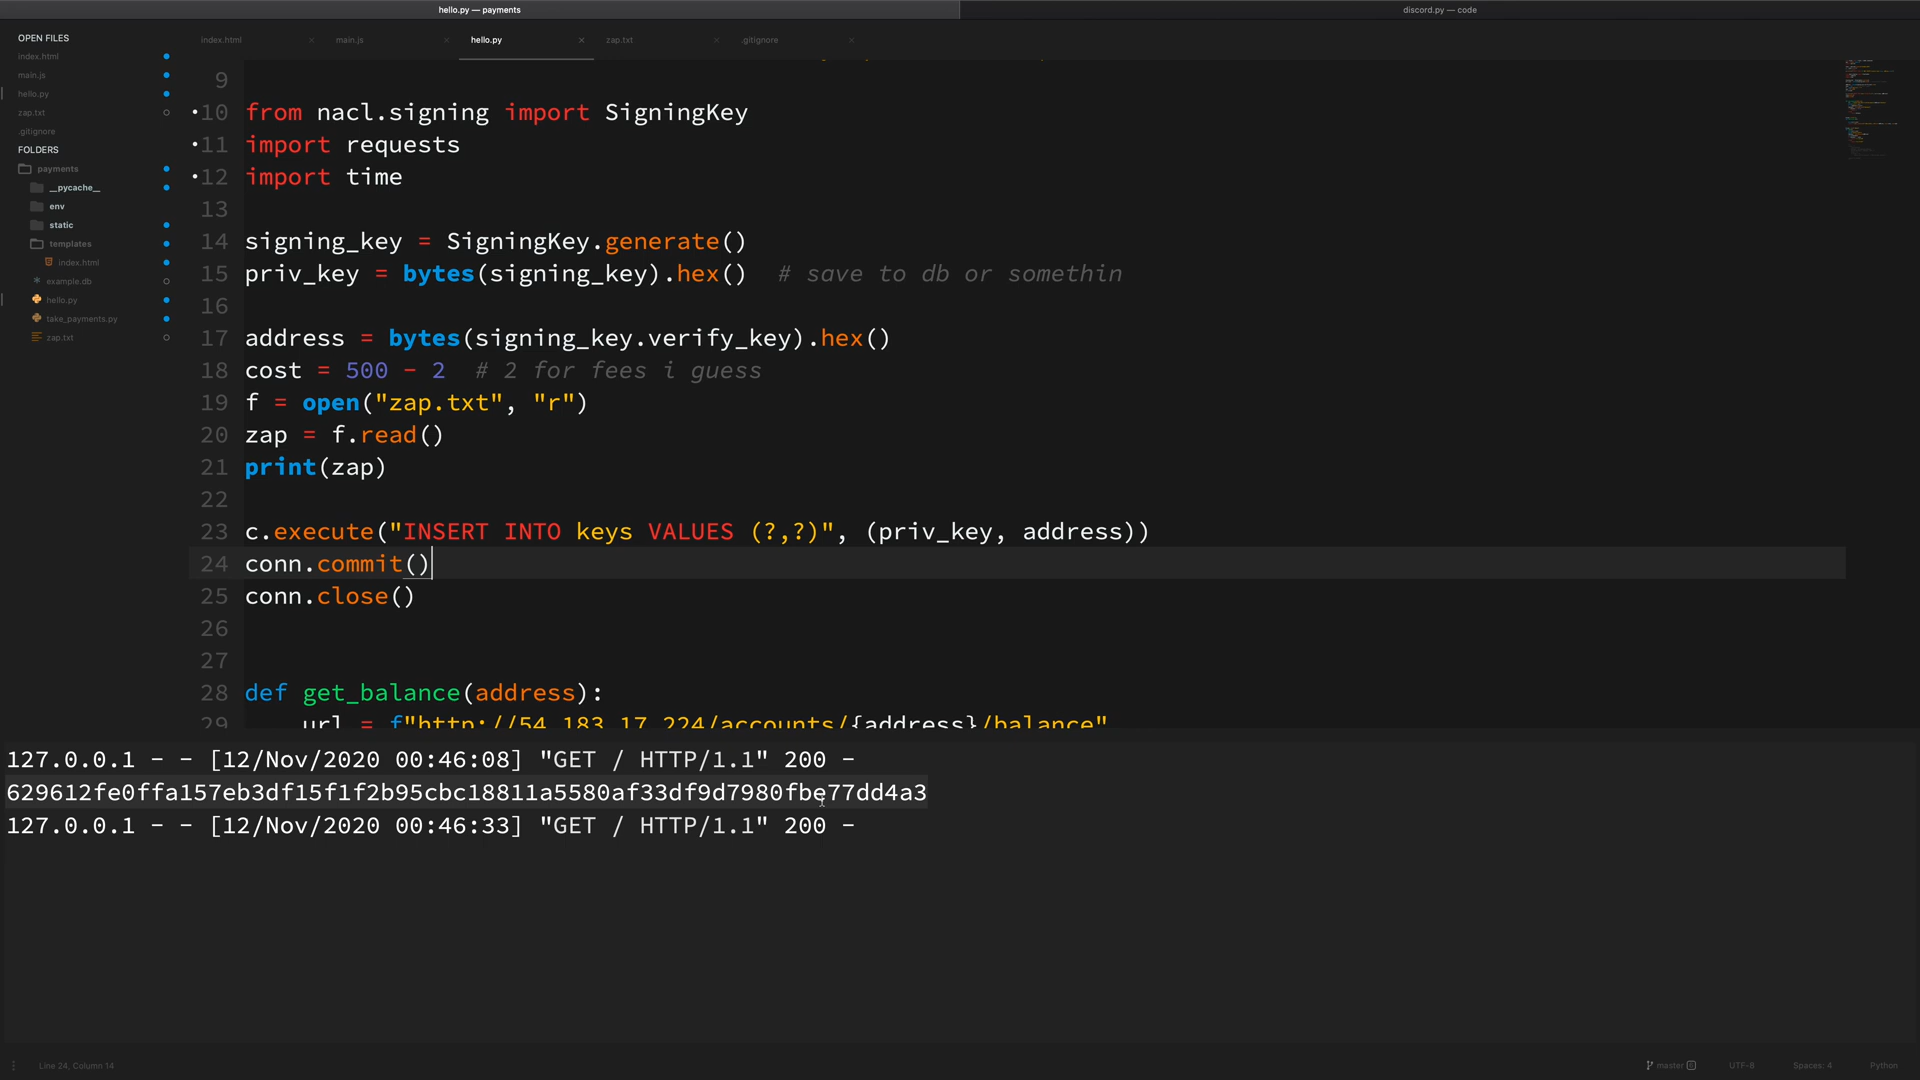 hello.py — payments
discord.py — code
OPEN FILES
index.html
main.js
hello.py
zap.txt
.gitignore
FOLDERS
payments
__pycache__
env
static
templates
index.html
example.db
hello.py
take_payments.py
zap.txt
index.html
main.js
hello.py
zap.txt
.gitignore
9
10 from nacl.signing import SigningKey
11 import requests
12 import time
13
14 signing_key = SigningKey.generate()
15 priv_key = bytes(signing_key).hex()  # save to db or somethin
16
17 address = bytes(signing_key.verify_key).hex()
18 cost = 500 - 2  # 2 for fees i guess
19 f = open("zap.txt", "r")
20 zap = f.read()
21 print(zap)
22
23 c.execute("INSERT INTO keys VALUES (?,?)", (priv_key, address))
24 conn.commit()
25 conn.close()
26
27
28 def get_balance(address):
29 url = f"http://54.183.17.224/accounts/{address}/balance"
127.0.0.1 - - [12/Nov/2020 00:46:08] "GET / HTTP/1.1" 200 -
629612fe0ffa157eb3df15f1f2b95cbc18811a5580af33df9d7980fbe77dd4a3
127.0.0.1 - - [12/Nov/2020 00:46:33] "GET / HTTP/1.1" 200 -
Line 24, Column 14
master
UTF-8
Spaces: 4
Python